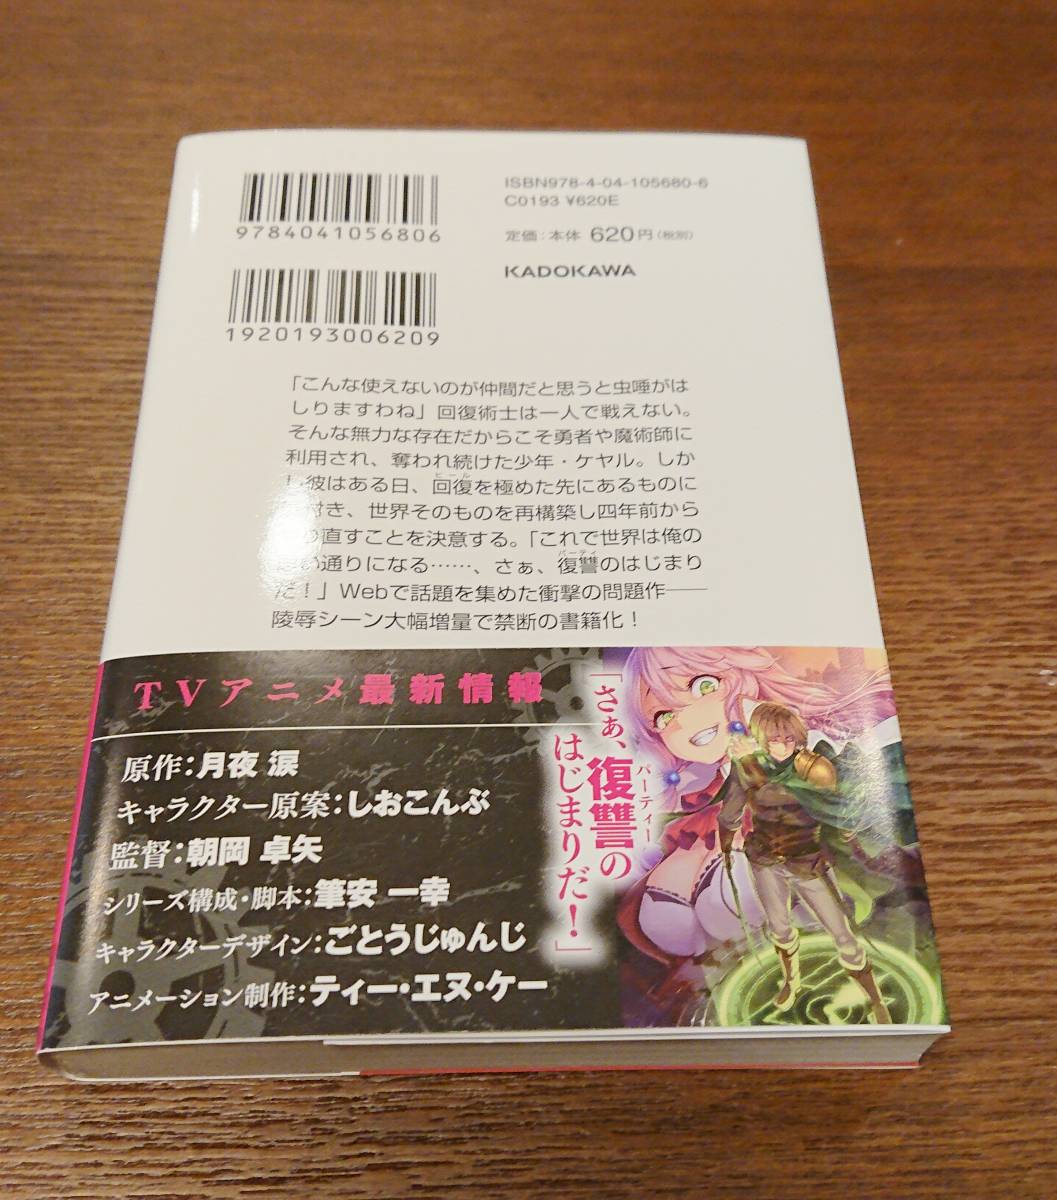 9784041056806
1920193006209
ISBN978-4-04-105680-6
C0193 ¥620E
定価:本体 620円(税別)
KADOKAWA
「こんな使えないのが仲間だと思うと虫唾がは
しりますわね」回復術士は一人で戦えない。
そんな無力な存在だからこそ勇者や魔術師に
利用され、奪われ続けた少年・ケヤル。しか
し彼はある日、回復を極めた先にあるものに
ヒール
付き、世界そのものを再構築し四年前から
直すことを決意する。「これで世界は俺の
い通りになる……、さぁ、復讐のはじまり
パーティ
だ!」Webで話題を集めた衝撃の問題作――
陵辱シーン大幅増量で禁断の書籍化!
TVアニメ最新情報
原作:月夜 涙
キャラクター原案:しおこんぶ
監督:朝岡 卓矢
シリーズ構成・脚本:筆安 一幸
キャラクターデザイン:ごとうじゅんじ
アニメーション制作:ティー・エヌ・ケー
「さぁ、復讐の
パーティー
はじまりだ!」